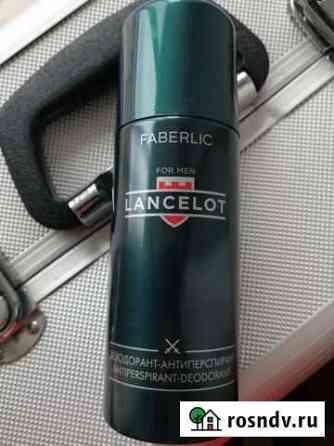 FABERLIC
FOR MEN
LANCELOT
ДЕЗОДОРАНТ-АНТИПЕРСПИРАНТ
ANTIPERSPIRANT-DEODORANT
rosndv.ru